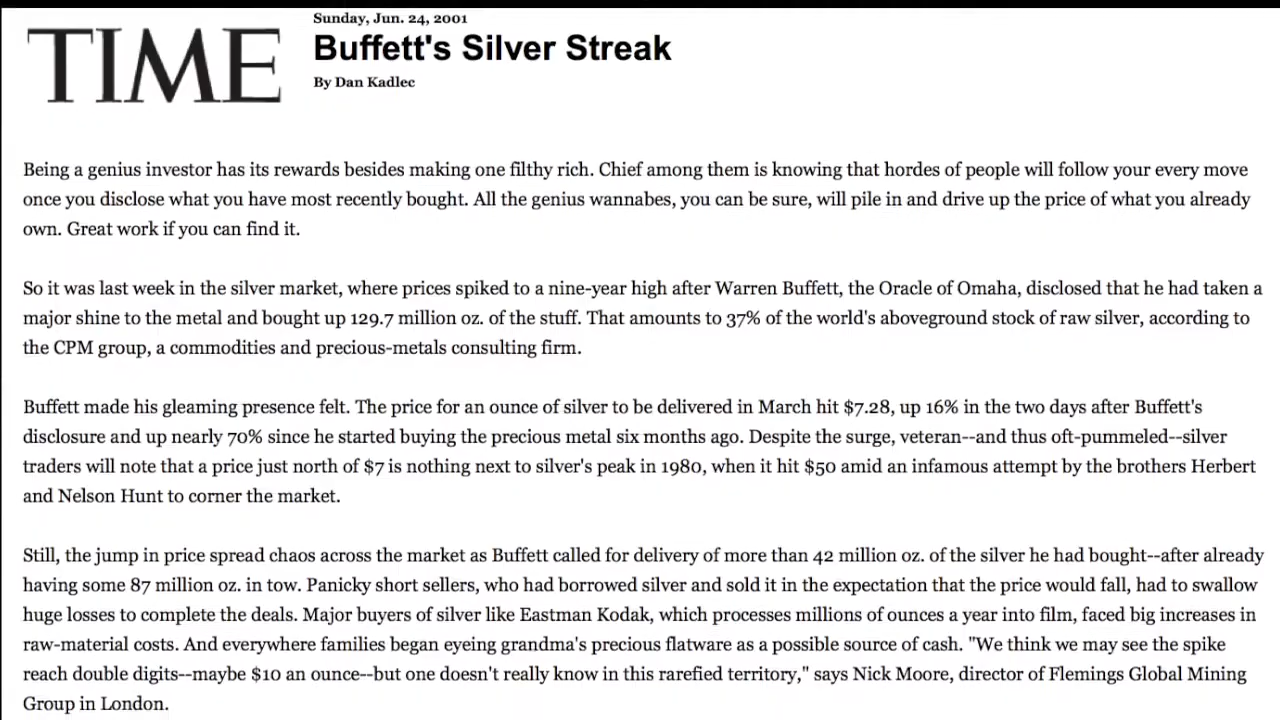 TIME
Sunday, Jun. 24, 2001
Buffett's Silver Streak
By Dan Kadlec
Being a genius investor has its rewards besides making one filthy rich. Chief among them is knowing that hordes of people will follow your every move
once you disclose what you have most recently bought. All the genius wannabes, you can be sure, will pile in and drive up the price of what you already
own. Great work if you can find it.
So it was last week in the silver market, where prices spiked to a nine-year high after Warren Buffett, the Oracle of Omaha, disclosed that he had taken a
major shine to the metal and bought up 129.7 million oz. of the stuff. That amounts to 37% of the world's aboveground stock of raw silver, according to
the CPM group, a commodities and precious-metals consulting firm.
Buffett made his gleaming presence felt. The price for an ounce of silver to be delivered in March hit $7.28, up 16% in the two days after Buffett's
disclosure and up nearly 70% since he started buying the precious metal six months ago. Despite the surge, veteran--and thus oft-pummeled--silver
traders will note that a price just north of $7 is nothing next to silver's peak in 1980, when it hit $50 amid an infamous attempt by the brothers Herbert
and Nelson Hunt to corner the market.
Still, the jump in price spread chaos across the market as Buffett called for delivery of more than 42 million oz. of the silver he had bought--after already
having some 87 million oz. in tow. Panicky short sellers, who had borrowed silver and sold it in the expectation that the price would fall, had to swallow
huge losses to complete the deals. Major buyers of silver like Eastman Kodak, which processes millions of ounces a year into film, faced big increases in
raw-material costs. And everywhere families began eyeing grandma's precious flatware as a possible source of cash. "We think we may see the spike
reach double digits--maybe $10 an ounce--but one doesn't really know in this rarefied territory," says Nick Moore, director of Flemings Global Mining
Group in London.